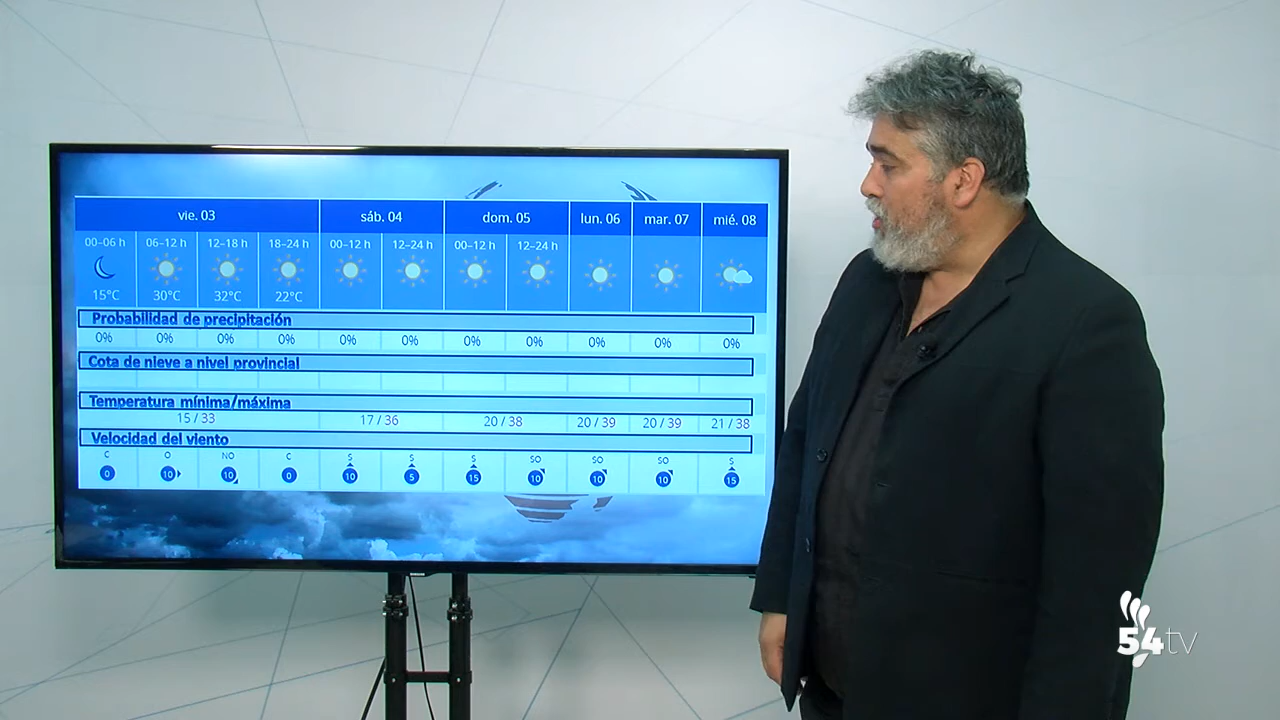 vie. 03 sáb. 04 dom. 05 lun. 06 mar. 07 mié. 08
00–06 h 06–12 h 12–18 h 18–24 h 00–12 h 12–24 h 00–12 h 12–24 h
15°C 30°C 32°C 22°C
Probabilidad de precipitación
0% 0% 0% 0% 0% 0% 0% 0% 0% 0% 0%
Cota de nieve a nivel provincial
Temperatura mínima/máxima
15 / 33 17 / 36 20 / 38 20 / 39 20 / 39 21 / 38
Velocidad del viento
C O NO C S S S SO SO SO S
0 10 10 0 10 5 15 10 10 10 15
54tv